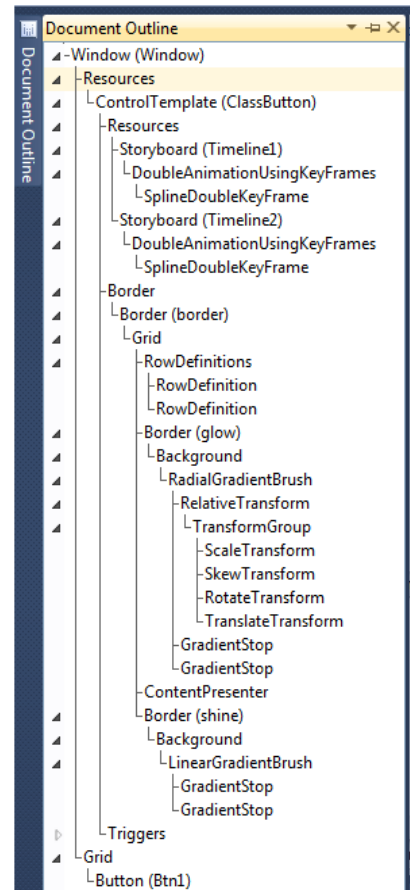 Document Outline
Document Outline
Window (Window)
Resources
ControlTemplate (ClassButton)
Resources
Storyboard (Timeline1)
DoubleAnimationUsingKeyFrames
SplineDoubleKeyFrame
Storyboard (Timeline2)
DoubleAnimationUsingKeyFrames
SplineDoubleKeyFrame
Border
Border (border)
Grid
RowDefinitions
RowDefinition
RowDefinition
Border (glow)
Background
RadialGradientBrush
RelativeTransform
TransformGroup
ScaleTransform
SkewTransform
RotateTransform
TranslateTransform
GradientStop
GradientStop
ContentPresenter
Border (shine)
Background
LinearGradientBrush
GradientStop
GradientStop
Triggers
Grid
Button (Btn1)